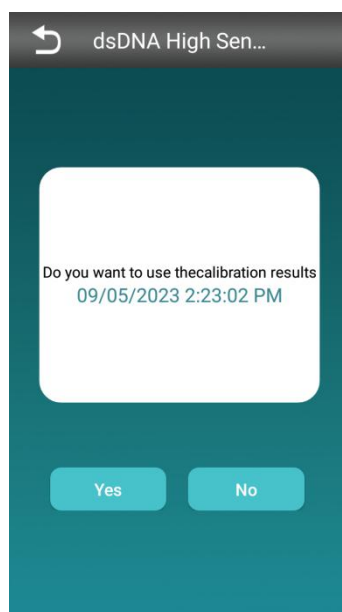 dsDNA High Sen...
Do you want to use thecalibration results
09/05/2023 2:23:02 PM
Yes
No